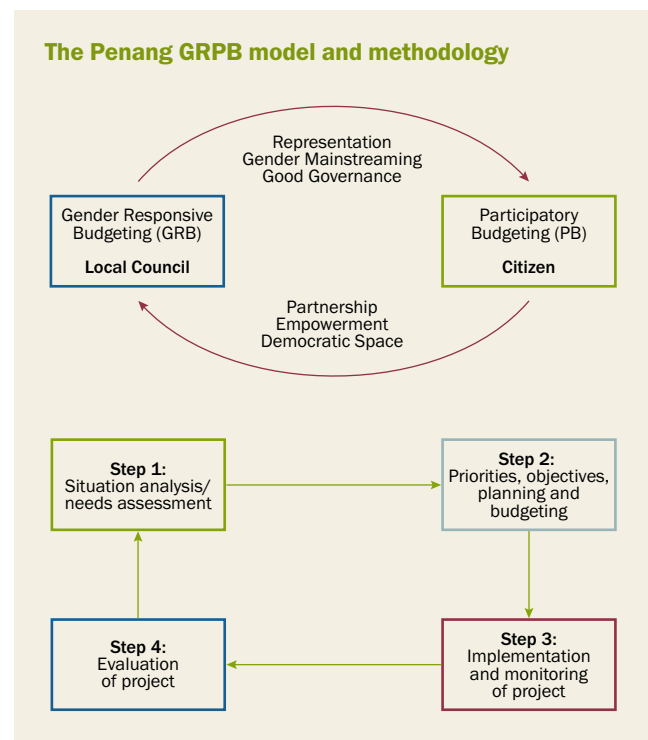 The Penang GRPB model and methodology
Representation
Gender Mainstreaming
Good Governance
Gender Responsive
Budgeting (GRB)
Local Council
Participatory
Budgeting (PB)
Citizen
Partnership
Empowerment
Democratic Space
Step 1:
Situation analysis/
needs assessment
Step 2:
Priorities, objectives,
planning and
budgeting
Step 4:
Evaluation
of project
Step 3:
Implementation
and monitoring
of project